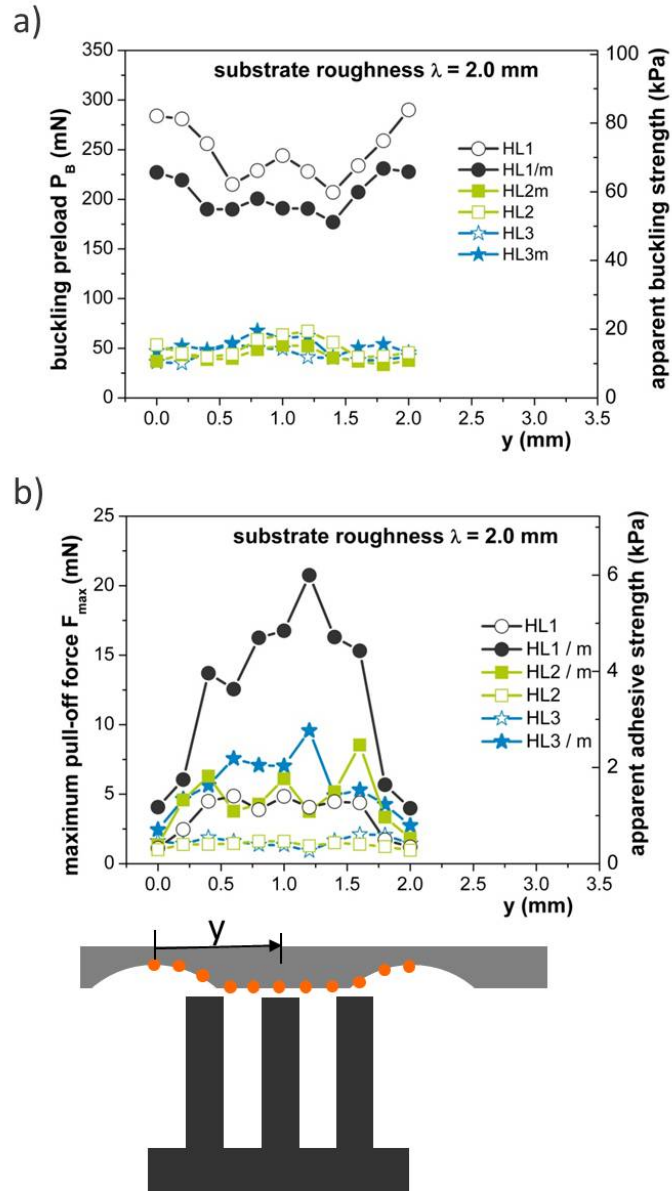 a)
substrate roughness λ = 2.0 mm
buckling preload P_B (mN)
apparent buckling strength (kPa)
350
300
250
200
150
100
50
0
100
80
60
40
20
0
HL1
HL1/m
HL2m
HL2
HL3
HL3m
0.0 0.5 1.0 1.5 2.0 2.5 3.0 3.5
y (mm)
b)
substrate roughness λ = 2.0 mm
maximum pull-off force F_max (mN)
apparent adhesive strength (kPa)
25
20
15
10
5
0
6
4
2
0
HL1
HL1 / m
HL2 / m
HL2
HL3
HL3 / m
0.0 0.5 1.0 1.5 2.0 2.5 3.0 3.5
y (mm)
y